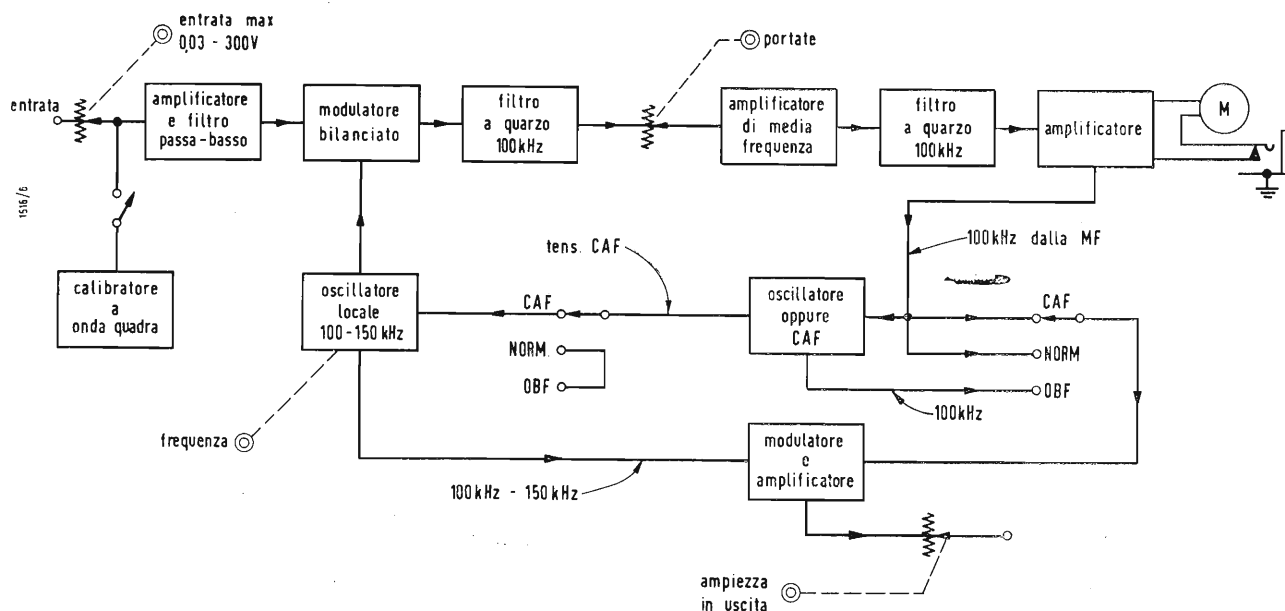 entrata max
0,03 - 300V
portate
entrata
amplificatore
e filtro
passa-basso
modulatore
bilanciato
filtro
a quarzo
100kHz
amplificatore
di media
frequenza
filtro
a quarzo
100kHz
amplificatore
M
1516/6
100kHz dalla MF
tens. CAF
calibratore
a
onda quadra
oscillatore
locale
100-150 kHz
CAF
NORM.
OBF
oscillatore
oppure
CAF
CAF
NORM
OBF
100kHz
frequenza
modulatore
e
amplificatore
100kHz - 150kHz
ampiezza
in uscita